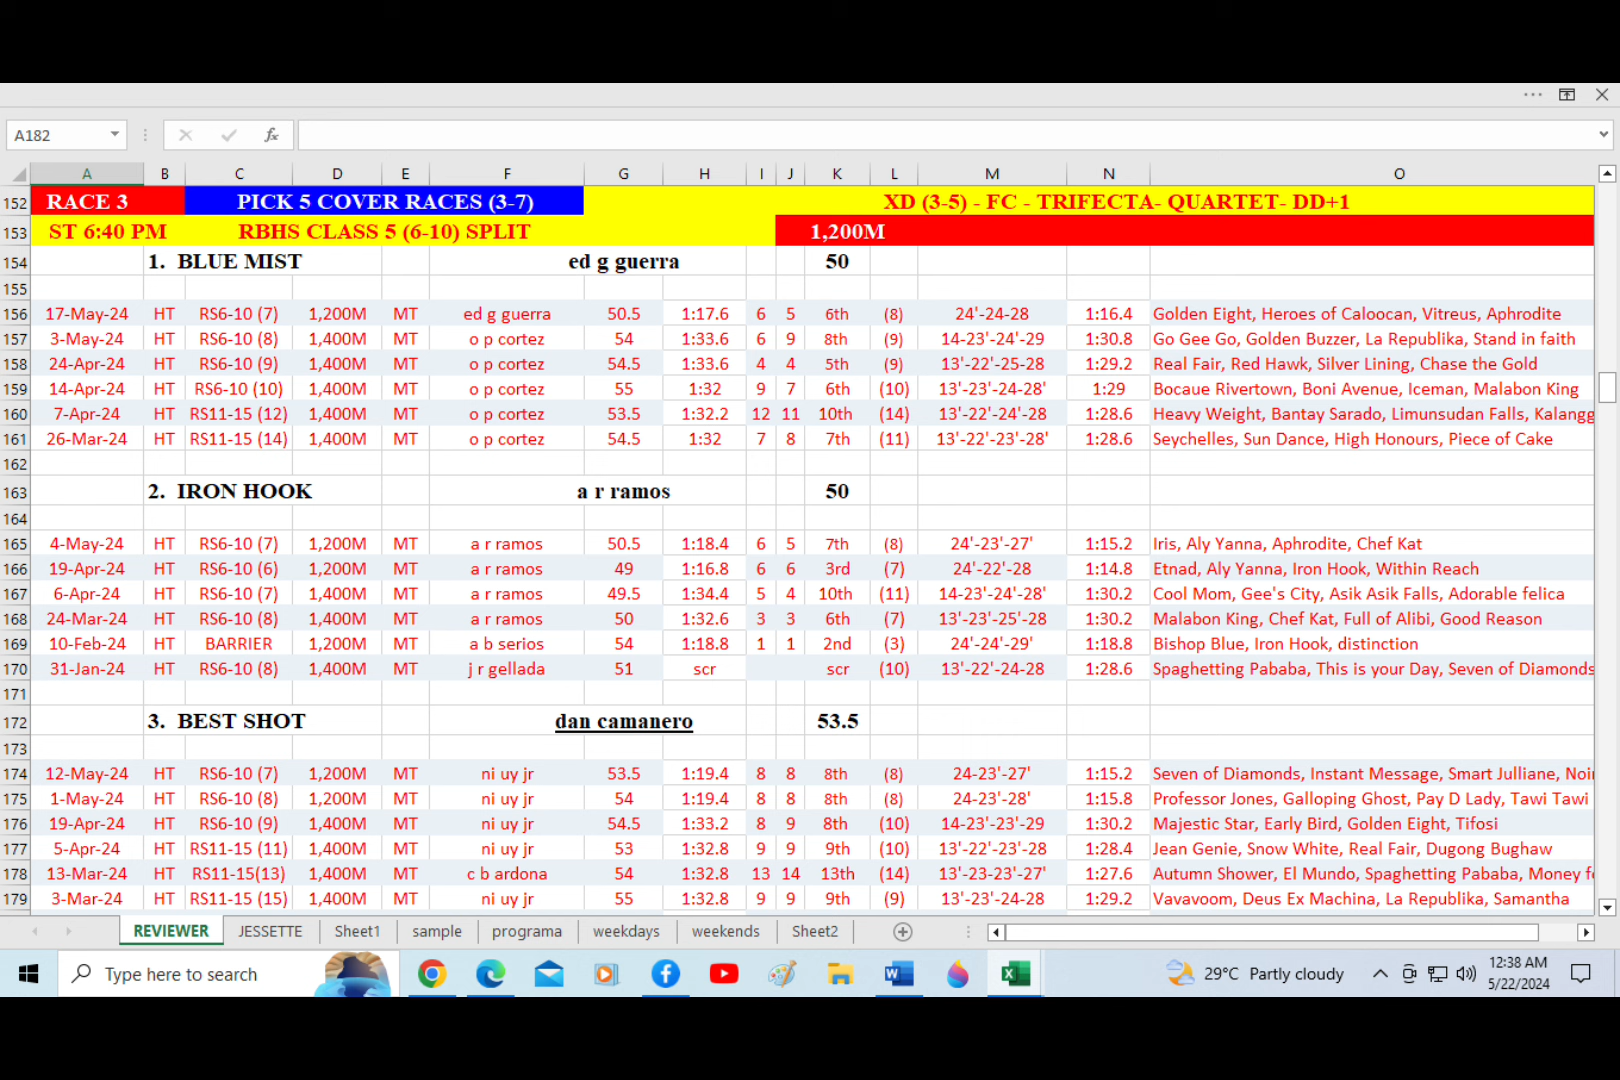 A182
fx
A B C D E F G H I J K L M N O
152 RACE 3 PICK 5 COVER RACES (3-7) XD (3-5) - FC - TRIFECTA- QUARTET- DD+1
153 ST 6:40 PM RBHS CLASS 5 (6-10) SPLIT 1,200M
154 1. BLUE MIST ed g guerra 50
155
156 17-May-24 HT RS6-10 (7) 1,200M MT ed g guerra 50.5 1:17.6 6 5 6th (8) 24'-24-28 1:16.4 Golden Eight, Heroes of Caloocan, Vitreus, Aphrodite
157 3-May-24 HT RS6-10 (8) 1,400M MT o p cortez 54 1:33.6 6 9 8th (9) 14-23'-24'-29 1:30.8 Go Gee Go, Golden Buzzer, La Republika, Stand in faith
158 24-Apr-24 HT RS6-10 (9) 1,400M MT o p cortez 54.5 1:33.6 4 4 5th (9) 13'-22'-25-28 1:29.2 Real Fair, Red Hawk, Silver Lining, Chase the Gold
159 14-Apr-24 HT RS6-10 (10) 1,400M MT o p cortez 55 1:32 9 7 6th (10) 13'-23'-24-28' 1:29 Bocaue Rivertown, Boni Avenue, Iceman, Malabon King
160 7-Apr-24 HT RS11-15 (12) 1,400M MT o p cortez 53.5 1:32.2 12 11 10th (14) 13'-22'-24'-28 1:28.6 Heavy Weight, Bantay Sarado, Limunsudan Falls, Kalangg
161 26-Mar-24 HT RS11-15 (14) 1,400M MT o p cortez 54.5 1:32 7 8 7th (11) 13'-22'-23'-28' 1:28.6 Seychelles, Sun Dance, High Honours, Piece of Cake
162
163 2. IRON HOOK a r ramos 50
164
165 4-May-24 HT RS6-10 (7) 1,200M MT a r ramos 50.5 1:18.4 6 5 7th (8) 24'-23'-27' 1:15.2 Iris, Aly Yanna, Aphrodite, Chef Kat
166 19-Apr-24 HT RS6-10 (6) 1,200M MT a r ramos 49 1:16.8 6 6 3rd (7) 24'-22'-28 1:14.8 Etnad, Aly Yanna, Iron Hook, Within Reach
167 6-Apr-24 HT RS6-10 (7) 1,400M MT a r ramos 49.5 1:34.4 5 4 10th (11) 14-23'-24'-28' 1:30.2 Cool Mom, Gee's City, Asik Asik Falls, Adorable felica
168 24-Mar-24 HT RS6-10 (8) 1,400M MT a r ramos 50 1:32.6 3 3 6th (7) 13'-23'-25'-28 1:30.2 Malabon King, Chef Kat, Full of Alibi, Good Reason
169 10-Feb-24 HT BARRIER 1,200M MT a b serios 54 1:18.8 1 1 2nd (3) 24'-24'-29' 1:18.8 Bishop Blue, Iron Hook, distinction
170 31-Jan-24 HT RS6-10 (8) 1,400M MT j r gellada 51 scr scr (10) 13'-22'-24-28 1:28.6 Spaghetting Pababa, This is your Day, Seven of Diamonds
171
172 3. BEST SHOT dan camanero 53.5
173
174 12-May-24 HT RS6-10 (7) 1,200M MT ni uy jr 53.5 1:19.4 8 8 8th (8) 24-23'-27' 1:15.2 Seven of Diamonds, Instant Message, Smart Julliane, Noi
175 1-May-24 HT RS6-10 (8) 1,200M MT ni uy jr 54 1:19.4 8 8 8th (8) 24-23'-28' 1:15.8 Professor Jones, Galloping Ghost, Pay D Lady, Tawi Tawi
176 19-Apr-24 HT RS6-10 (9) 1,400M MT ni uy jr 54.5 1:33.2 8 9 8th (10) 14-23'-23'-29 1:30.2 Majestic Star, Early Bird, Golden Eight, Tifosi
177 5-Apr-24 HT RS11-15 (11) 1,400M MT ni uy jr 53 1:32.8 9 9 9th (10) 13'-22'-23'-28 1:28.4 Jean Genie, Snow White, Real Fair, Dugong Bughaw
178 13-Mar-24 HT RS11-15(13) 1,400M MT c b ardona 54 1:32.8 13 14 13th (14) 13'-23-23'-27' 1:27.6 Autumn Shower, El Mundo, Spaghetting Pababa, Money f
179 3-Mar-24 HT RS11-15 (15) 1,400M MT ni uy jr 55 1:32.8 9 9 9th (9) 13'-23'-24-28 1:29.2 Vavavoom, Deus Ex Machina, La Republika, Samantha
REVIEWER JESSETTE Sheet1 sample programa weekdays weekends Sheet2
Type here to search 29°C Partly cloudy 12:38 AM
5/22/2024